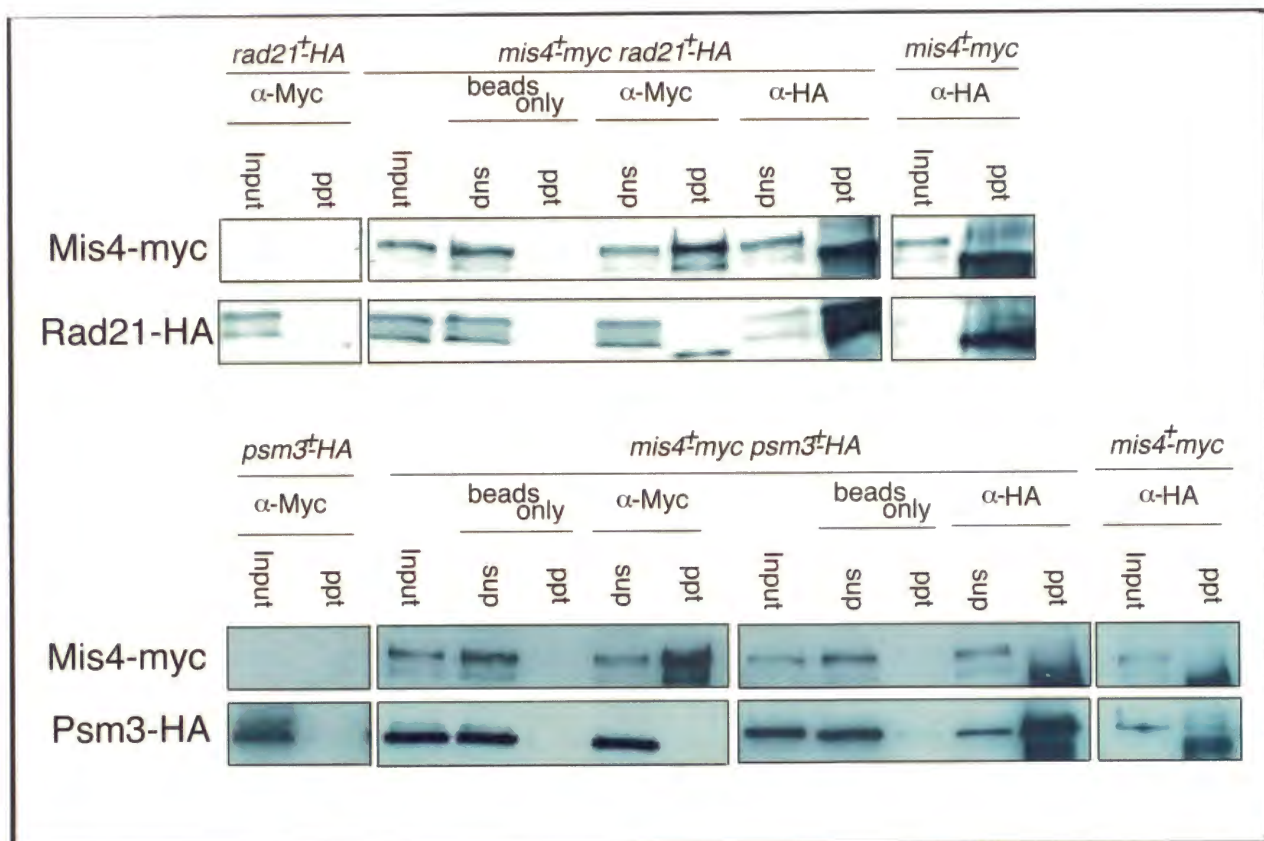 rad21±HA mis4±myc rad21±HA mis4±myc
α-Myc beads only α-Myc α-HA α-HA
Input ppt Input sup ppt sup ppt sup ppt Input ppt
Mis4-myc
Rad21-HA
psm3±HA mis4±myc psm3±HA mis4±myc
α-Myc beads only α-Myc beads only α-HA α-HA
Input ppt Input sup ppt sup ppt Input sup ppt sup ppt Input ppt
Mis4-myc
Psm3-HA